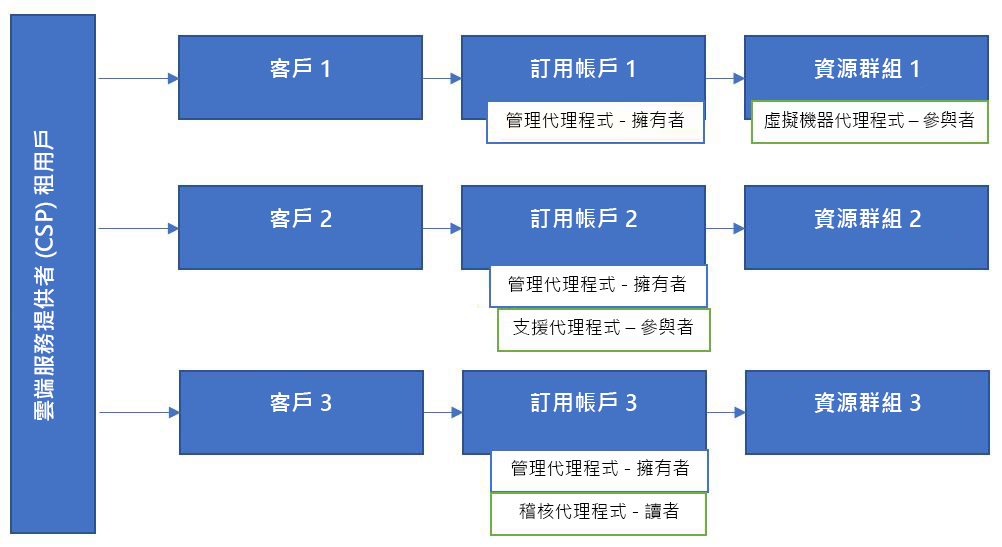 雲端服務提供者 (CSP) 租用戶
客戶 1
訂用帳戶 1
資源群組 1
管理代理程式 - 擁有者
虛擬機器代理程式 – 參與者
客戶 2
訂用帳戶 2
資源群組 2
管理代理程式 - 擁有者
支援代理程式 – 參與者
客戶 3
訂用帳戶 3
資源群組 3
管理代理程式 - 擁有者
稽核代理程式 - 讀者